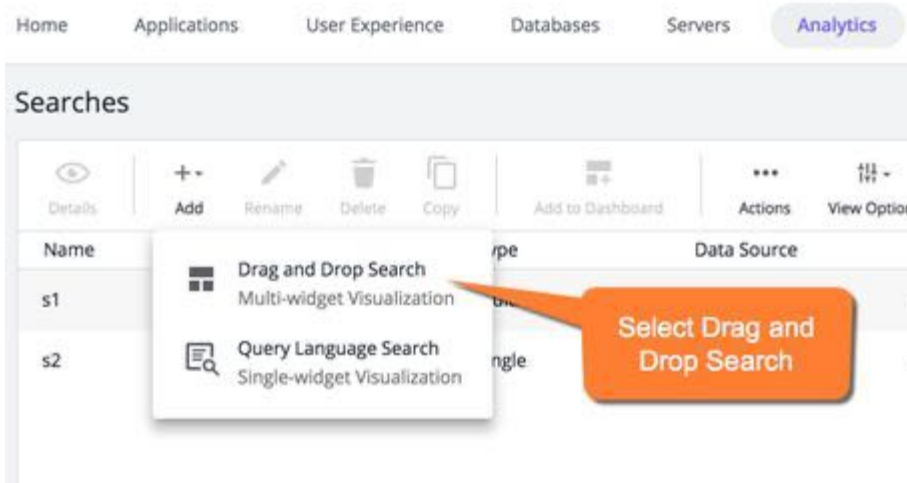 Home Applications User Experience Databases Servers Analytics
Searches
Details Add Rename Delete Copy Add to Dashboard Actions View Option
Name ype Data Source
Drag and Drop Search
Multi-widget Visualization
s1
Select Drag and
Drop Search
Query Language Search
s2 ngle
Single-widget Visualization